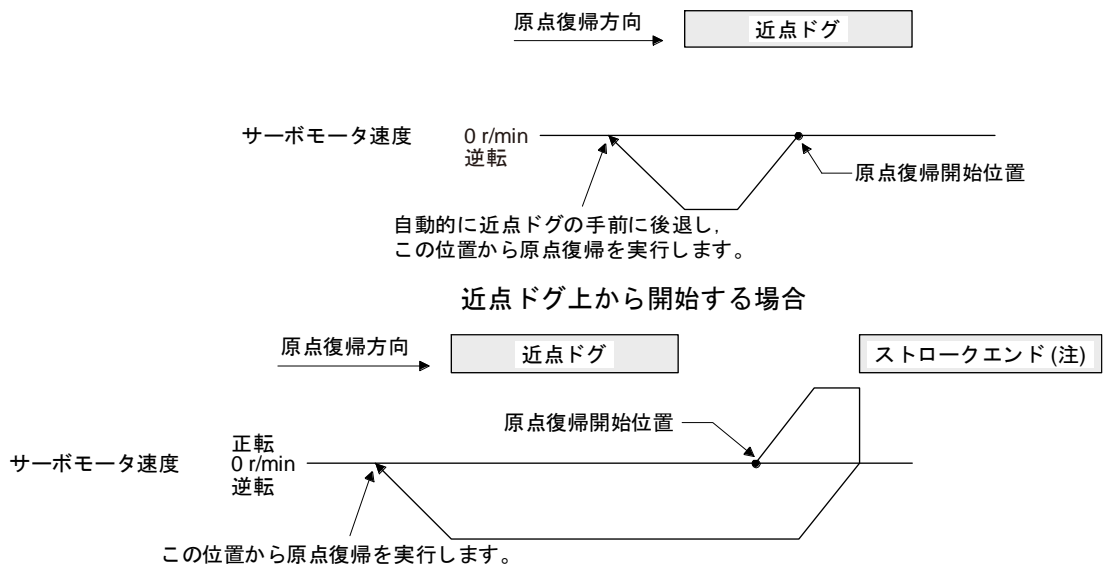 原点復帰方向
近点ドグ
サーボモータ速度
0 r/min
逆転
原点復帰開始位置
自動的に近点ドグの手前に後退し,
この位置から原点復帰を実行します。
近点ドグ上から開始する場合
原点復帰方向
近点ドグ
ストロークエンド (注)
原点復帰開始位置
サーボモータ速度
正転
0 r/min
逆転
この位置から原点復帰を実行します。